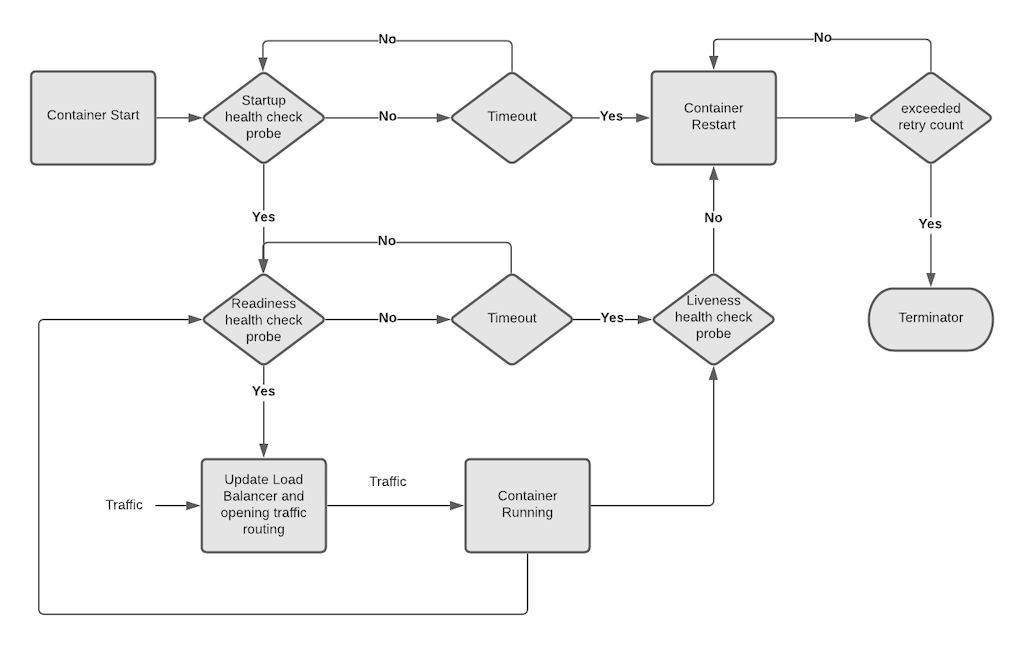 No
No
Container Start
Startup
health check
probe
No
Timeout
Yes
Container
Restart
exceeded
retry count
Yes
No
Yes
No
Readiness
health check
probe
No
Timeout
Yes
Liveness
health check
probe
Terminator
Yes
Traffic
Update Load
Balancer and
opening traffic
routing
Traffic
Container
Running